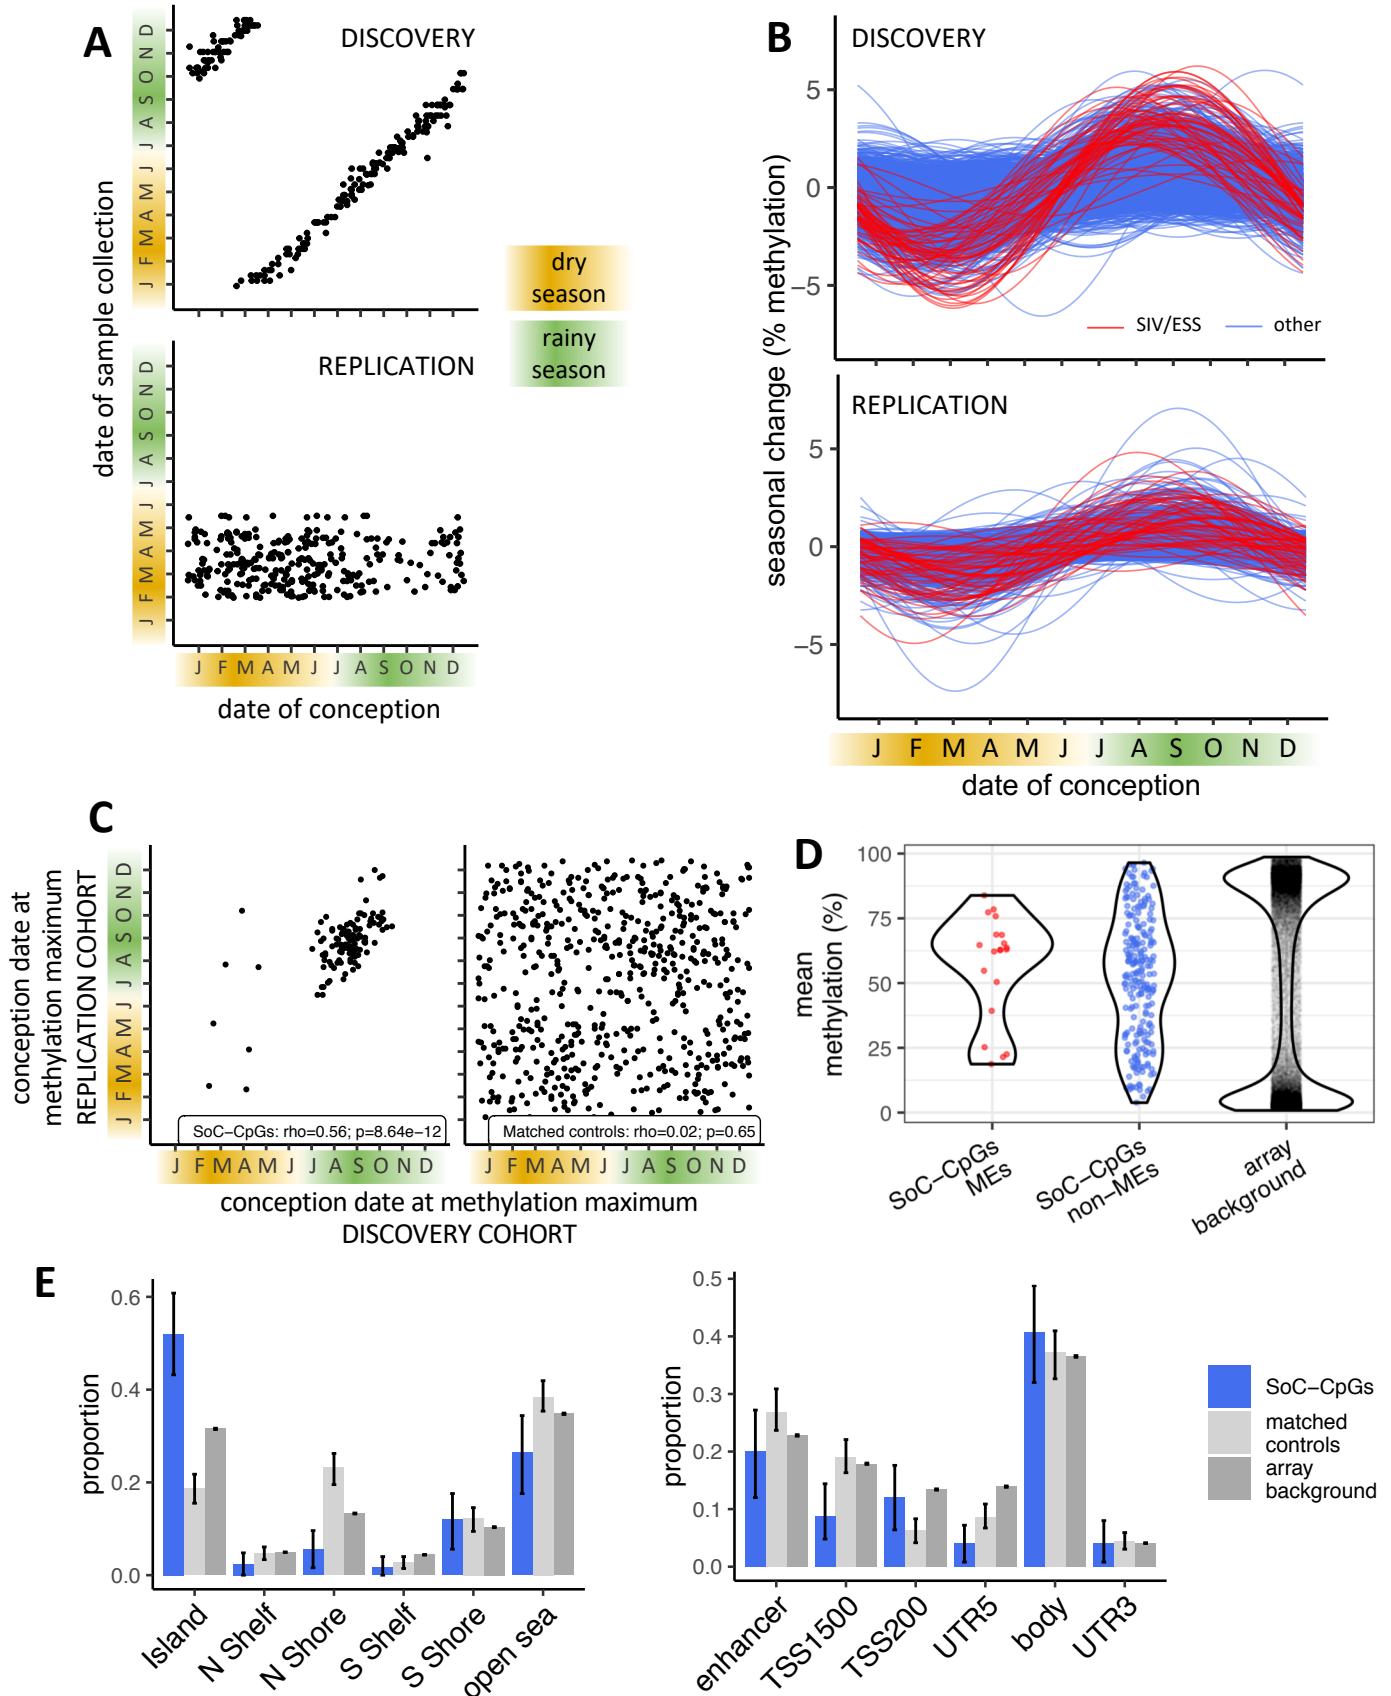 A
DISCOVERY
date of sample collection
J F M A M J J A S O N D
dry
season
rainy
season
REPLICATION
J F M A M J J A S O N D
J F M A M J J A S O N D
date of conception
B
DISCOVERY
5
0
−5
SIV/ESS
other
seasonal change (% methylation)
REPLICATION
5
0
−5
J F M A M J J A S O N D
date of conception
C
conception date at
methylation maximum
REPLICATION COHORT
J F M A M J J A S O N D
SoC−CpGs: rho=0.56; p=8.64e−12
Matched controls: rho=0.02; p=0.65
J F M A M J J A S O N D
J F M A M J J A S O N D
conception date at methylation maximum
DISCOVERY COHORT
D
mean
methylation (%)
100
75
50
25
0
SoC−CpGs
MEs
SoC−CpGs
non−MEs
array
background
E
proportion
0.6
0.4
0.2
0.0
Island
N Shelf
N Shore
S Shelf
S Shore
open sea
proportion
0.5
0.4
0.3
0.2
0.1
0.0
enhancer
TSS1500
TSS200
UTR5
body
UTR3
SoC−CpGs
matched
controls
array
background